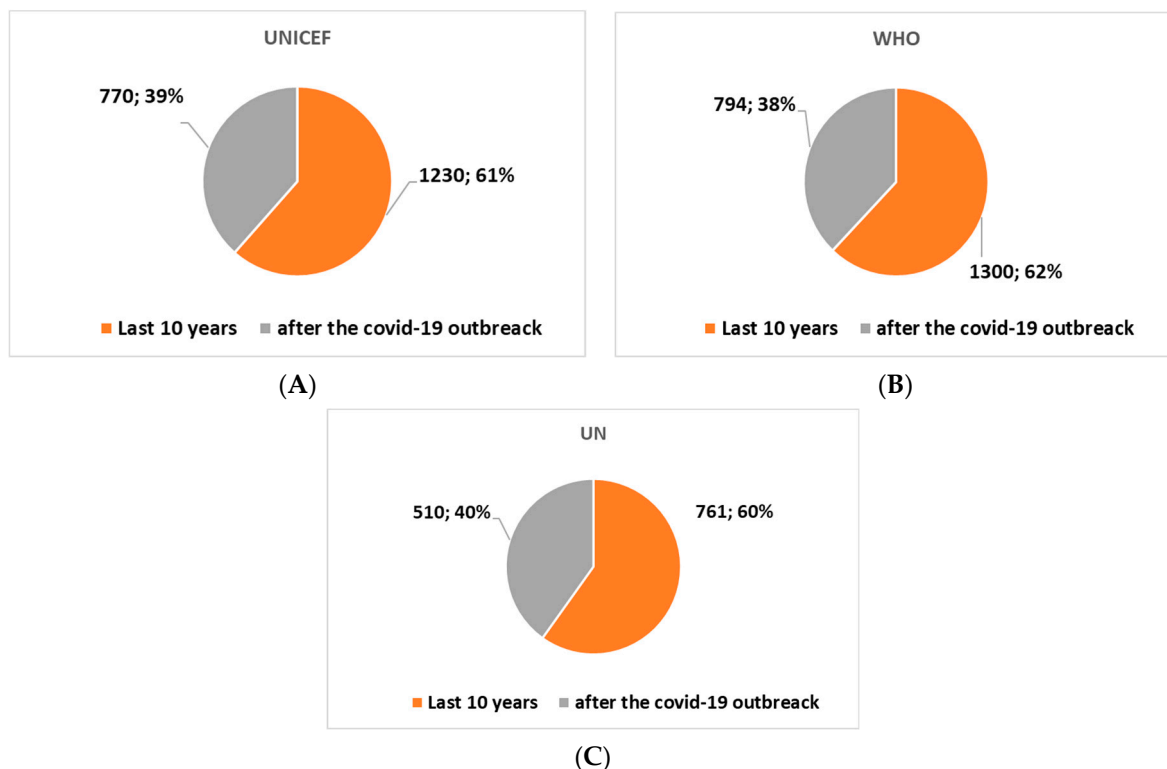 UNICEF
770; 39%
1230; 61%
Last 10 years after the covid-19 outbreack
(A)
WHO
794; 38%
1300; 62%
Last 10 years after the covid-19 outbreack
(B)
UN
510; 40%
761; 60%
Last 10 years after the covid-19 outbreack
(C)